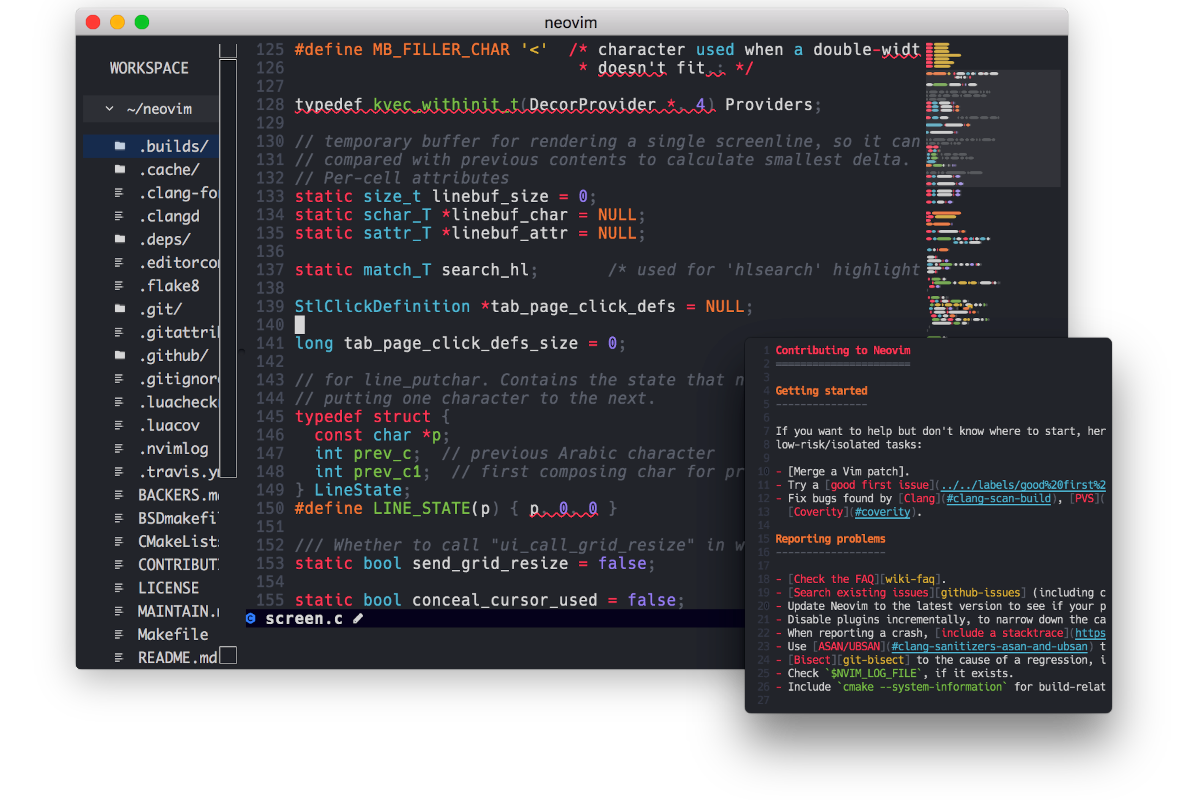 neovim
WORKSPACE
~/neovim
.builds/
.cache/
.clang-fo
.clangd
.deps/
.editorco
.flake8
.git/
.gitattri
.github/
.gitignor
.luacheck
.luacov
.nvimlog
.travis.y
BACKERS.m
BSDmakefi
CMakeList
CONTRIBUT
LICENSE
MAINTAIN.
Makefile
README.md
125 #define MB_FILLER_CHAR '<'  /* character used when a double-widt
126                              * doesn't fit. */
127
128 typedef kvec_withinit_t(DecorProvider *, 4) Providers;
129
130 // temporary buffer for rendering a single screenline, so it can
131 // compared with previous contents to calculate smallest delta.
132 // Per-cell attributes
133 static size_t linebuf_size = 0;
134 static schar_T *linebuf_char = NULL;
135 static sattr_T *linebuf_attr = NULL;
136
137 static match_T search_hl;       /* used for 'hlsearch' highlight
138
139 StlClickDefinition *tab_page_click_defs = NULL;
140
141 long tab_page_click_defs_size = 0;
142
143 // for line_putchar. Contains the state that n
144 // putting one character to the next.
145 typedef struct {
146   const char *p;
147   int prev_c;  // previous Arabic character
148   int prev_c1;  // first composing char for pr
149 } LineState;
150 #define LINE_STATE(p) { p, 0, 0 }
151
152 /// Whether to call "ui_call_grid_resize" in w
153 static bool send_grid_resize = false;
154
155 static bool conceal_cursor_used = false;
C screen.c
1 Contributing to Neovim
2 ======================
3
4 Getting started
5 ---------------
6
7 If you want to help but don't know where to start, her
8 low-risk/isolated tasks:
9
10 - [Merge a Vim patch].
11 - Try a [good first issue](../../labels/good%20first%2
12 - Fix bugs found by [Clang](#clang-scan-build), [PVS](
13   [Coverity](#coverity).
14
15 Reporting problems
16 ------------------
17
18 - [Check the FAQ][wiki-faq].
19 - [Search existing issues][github-issues] (including c
20 - Update Neovim to the latest version to see if your p
21 - Disable plugins incrementally, to narrow down the ca
22 - When reporting a crash, [include a stacktrace](https
23 - Use [ASAN/UBSAN](#clang-sanitizers-asan-and-ubsan) t
24 - [Bisect][git-bisect] to the cause of a regression, i
25 - Check `$NVIM_LOG_FILE`, if it exists.
26 - Include `cmake --system-information` for build-relat
27